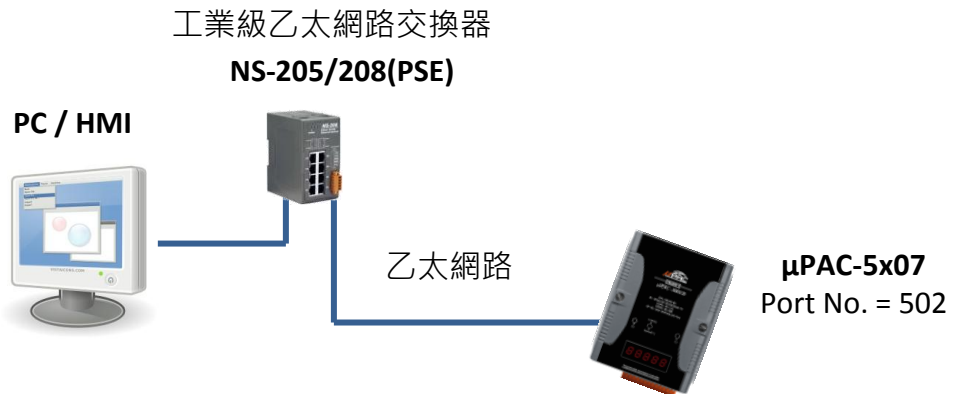 工業級乙太網路交換器
NS-205/208(PSE)
PC / HMI
乙太網路
µPAC-5x07
Port No. = 502